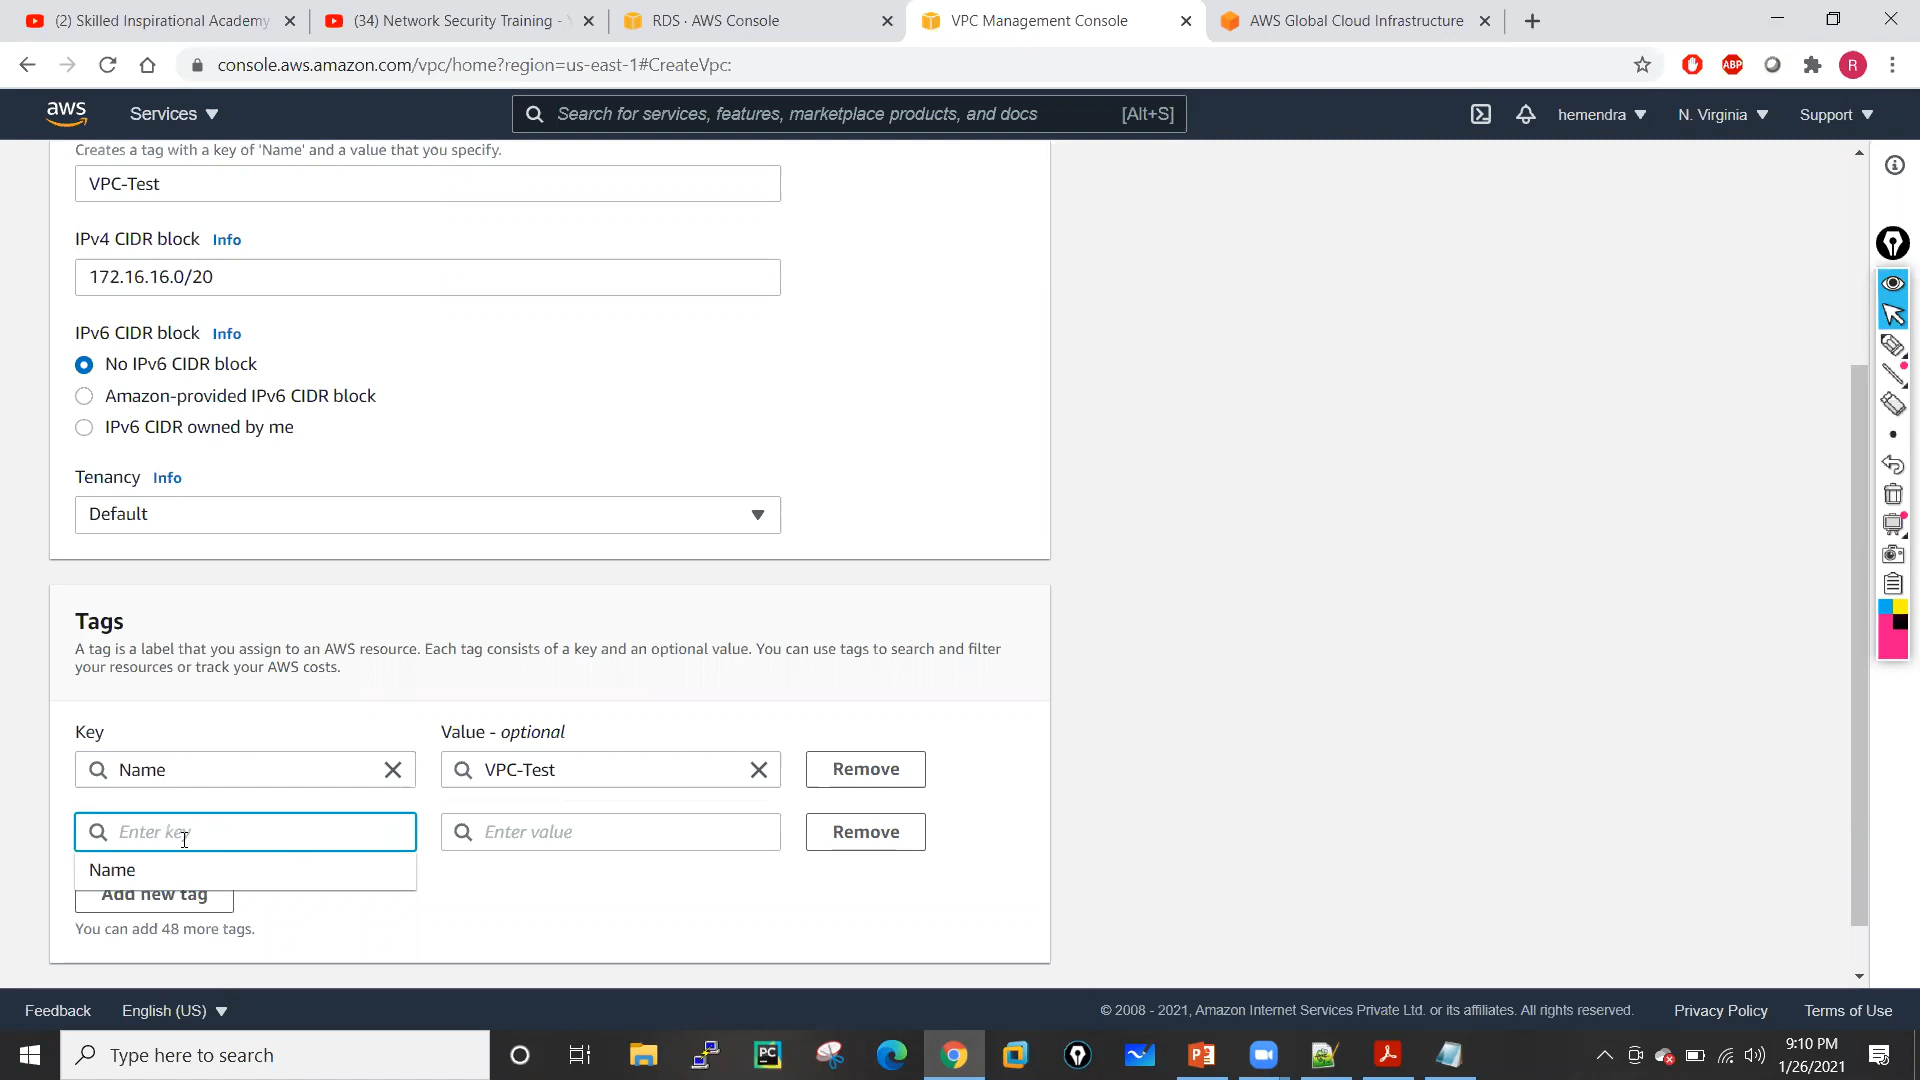 (2) Skilled Inspirational Academy
(34) Network Security Training -
RDS · AWS Console
VPC Management Console
AWS Global Cloud Infrastructure
console.aws.amazon.com/vpc/home?region=us-east-1#CreateVpc:
ABP
R
aws
Services
Search for services, features, marketplace products, and docs
[Alt+S]
hemendra
N. Virginia
Support
Creates a tag with a key of 'Name' and a value that you specify.
VPC-Test
IPv4 CIDR block Info
172.16.16.0/20
IPv6 CIDR block Info
No IPv6 CIDR block
Amazon-provided IPv6 CIDR block
IPv6 CIDR owned by me
Tenancy Info
Default
Tags
A tag is a label that you assign to an AWS resource. Each tag consists of a key and an optional value. You can use tags to search and filter
your resources or track your AWS costs.
Key
Value - optional
Name
VPC-Test
Remove
Enter key
Enter value
Remove
Name
Add new tag
You can add 48 more tags.
Feedback
English (US)
© 2008 - 2021, Amazon Internet Services Private Ltd. or its affiliates. All rights reserved.
Privacy Policy
Terms of Use
Type here to search
PC
9:10 PM
1/26/2021